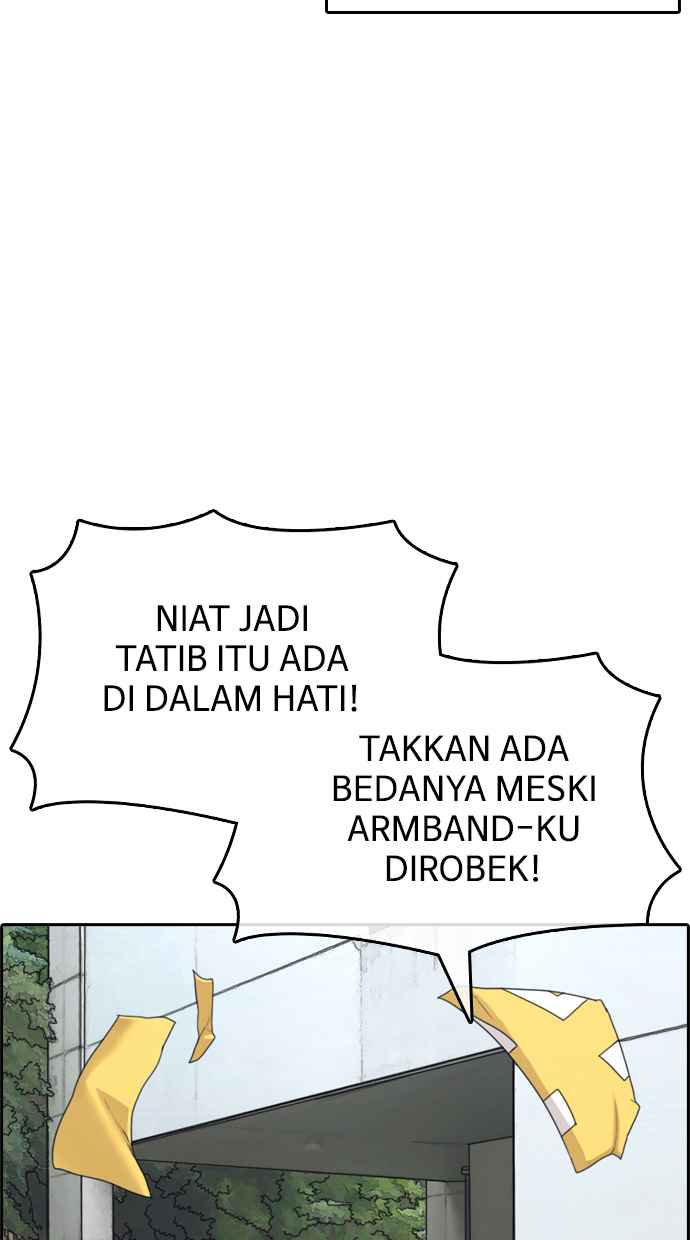 NIAT JADI
TATIB ITU ADA
DI DALAM HATI!
TAKKAN ADA
BEDANYA MESKI
ARMBAND-KU
DIROBEK!